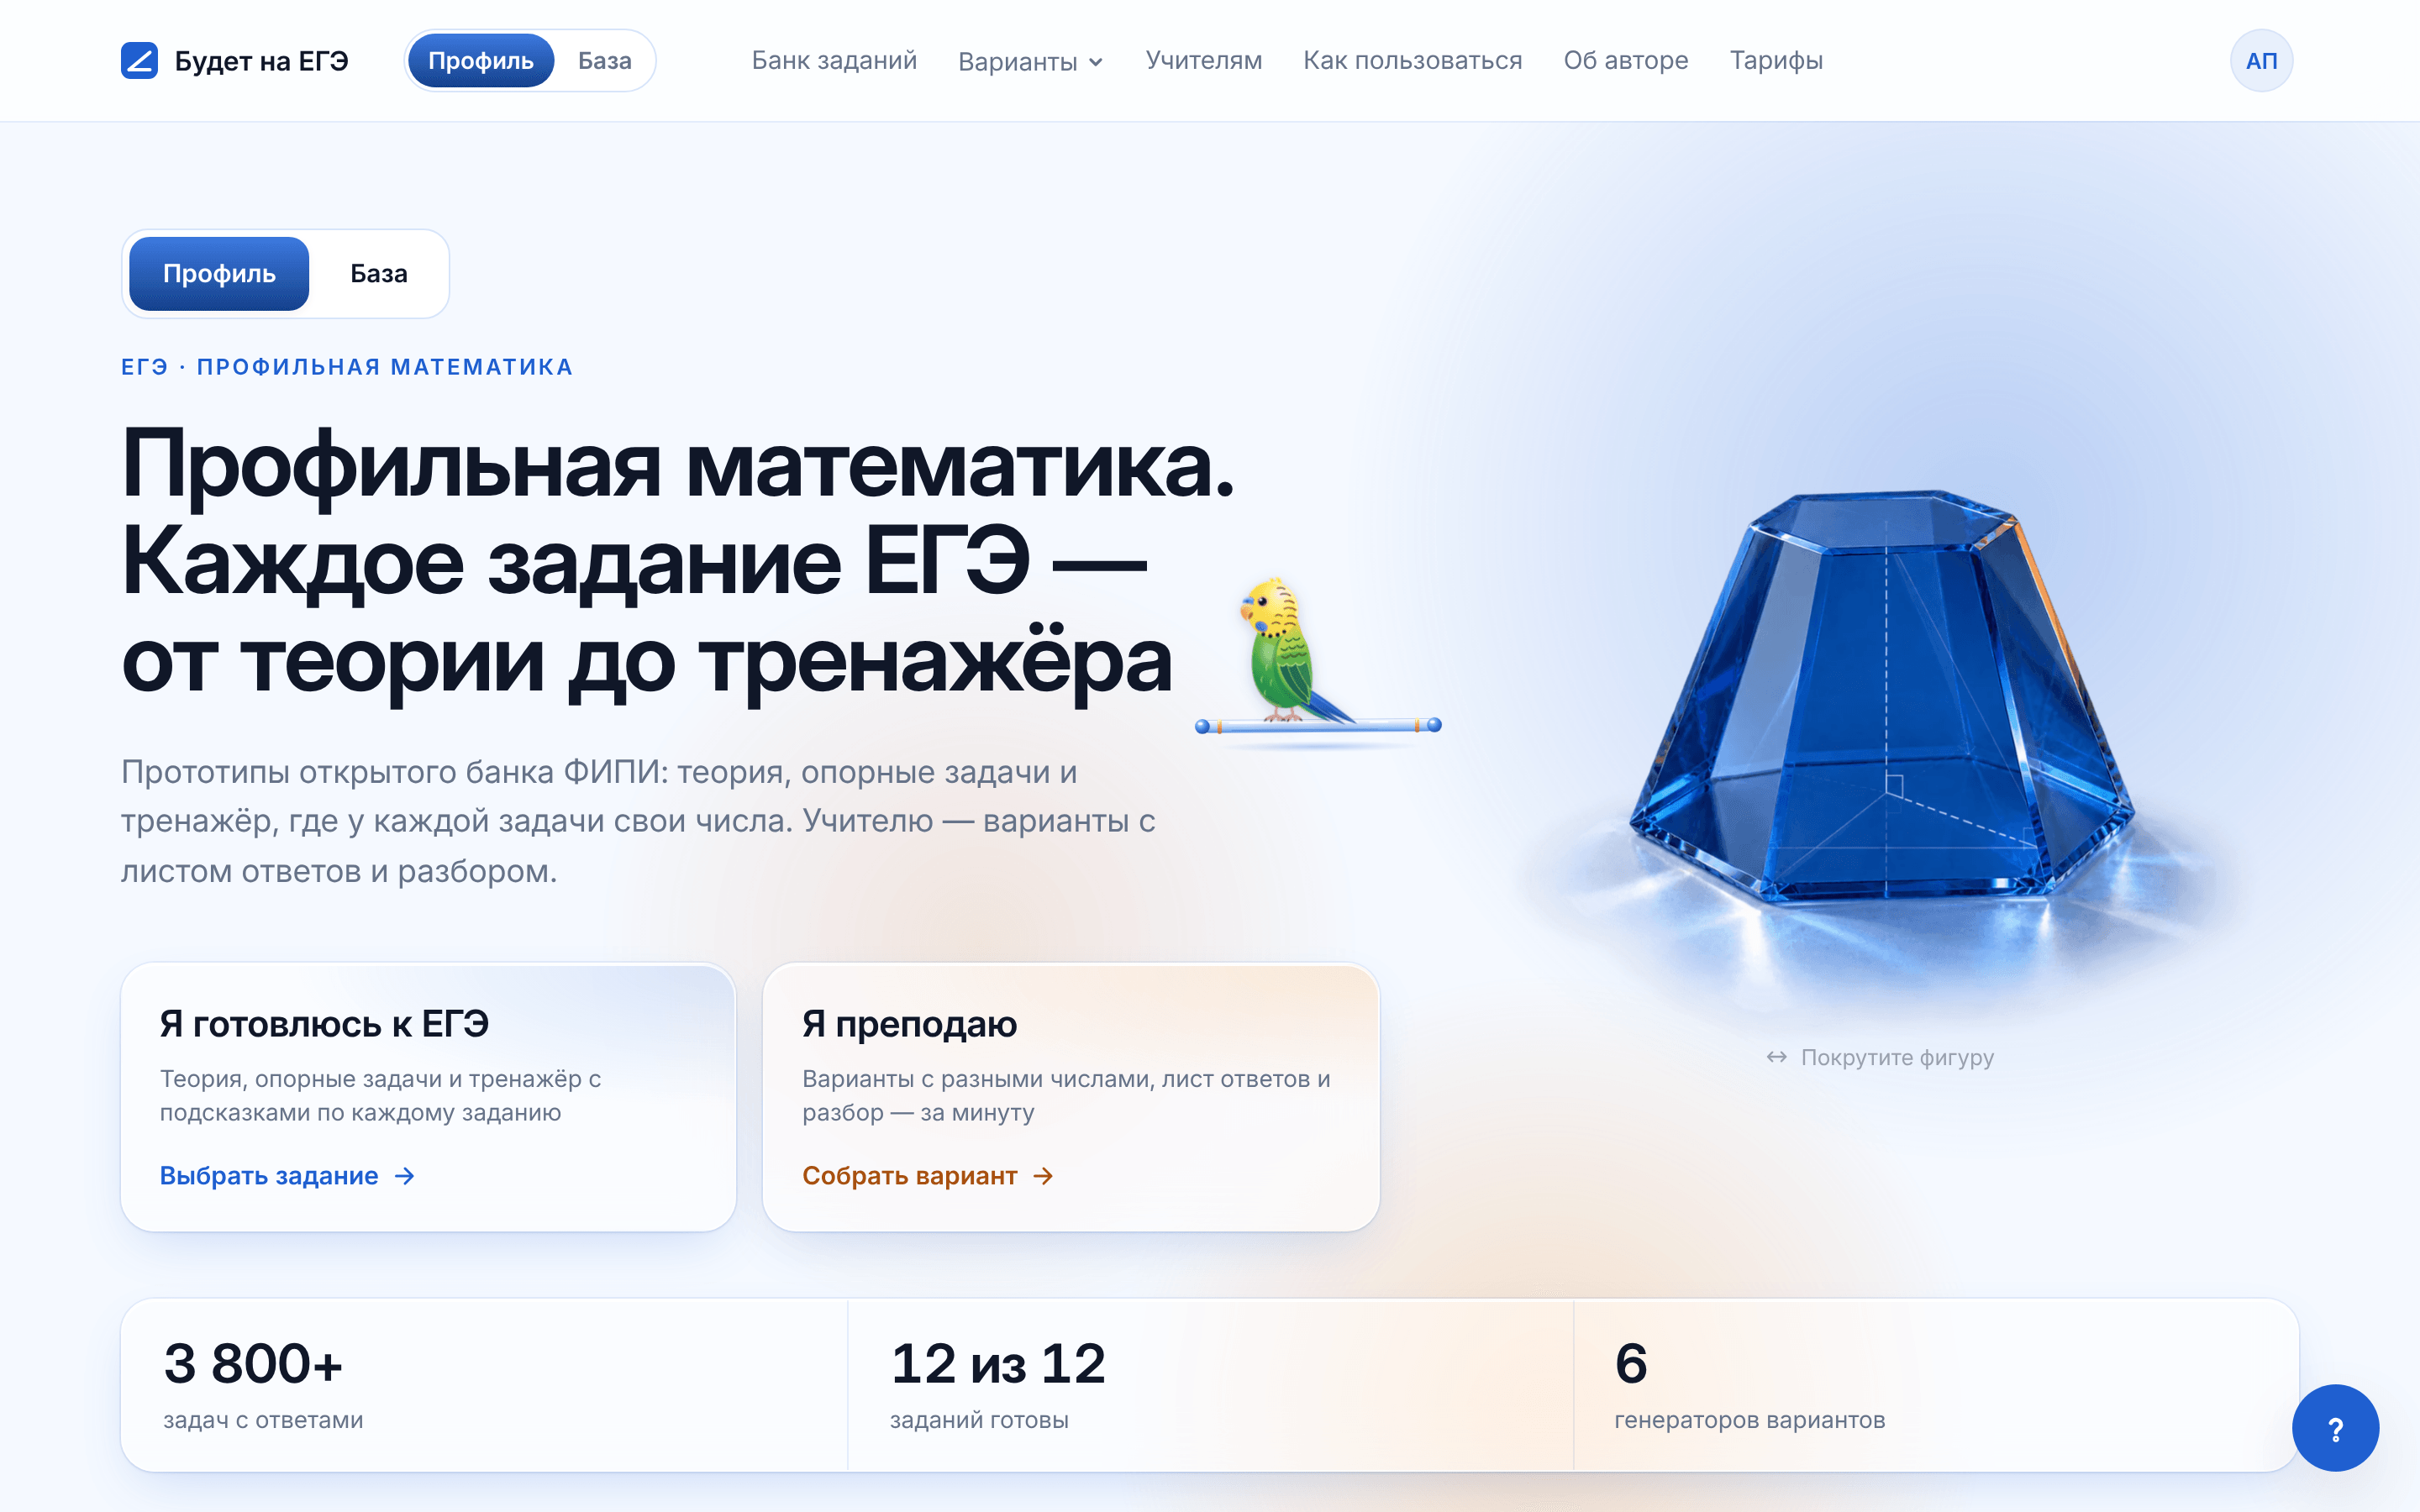 Будет на ЕГЭ
Профиль
База
Банк заданий
Варианты
Учителям
Как пользоваться
Об авторе
Тарифы
АП
Профиль
База
ЕГЭ · ПРОФИЛЬНАЯ МАТЕМАТИКА
Профильная математика.
Каждое задание ЕГЭ —
от теории до тренажёра
Прототипы открытого банка ФИПИ: теория, опорные задачи и
тренажёр, где у каждой задачи свои числа. Учителю — варианты с
листом ответов и разбором.
Я готовлюсь к ЕГЭ
Теория, опорные задачи и тренажёр с
подсказками по каждому заданию
Выбрать задание →
Я преподаю
Варианты с разными числами, лист ответов и
разбор — за минуту
Собрать вариант →
↔ Покрутите фигуру
3 800+
задач с ответами
12 из 12
заданий готовы
6
генераторов вариантов
?